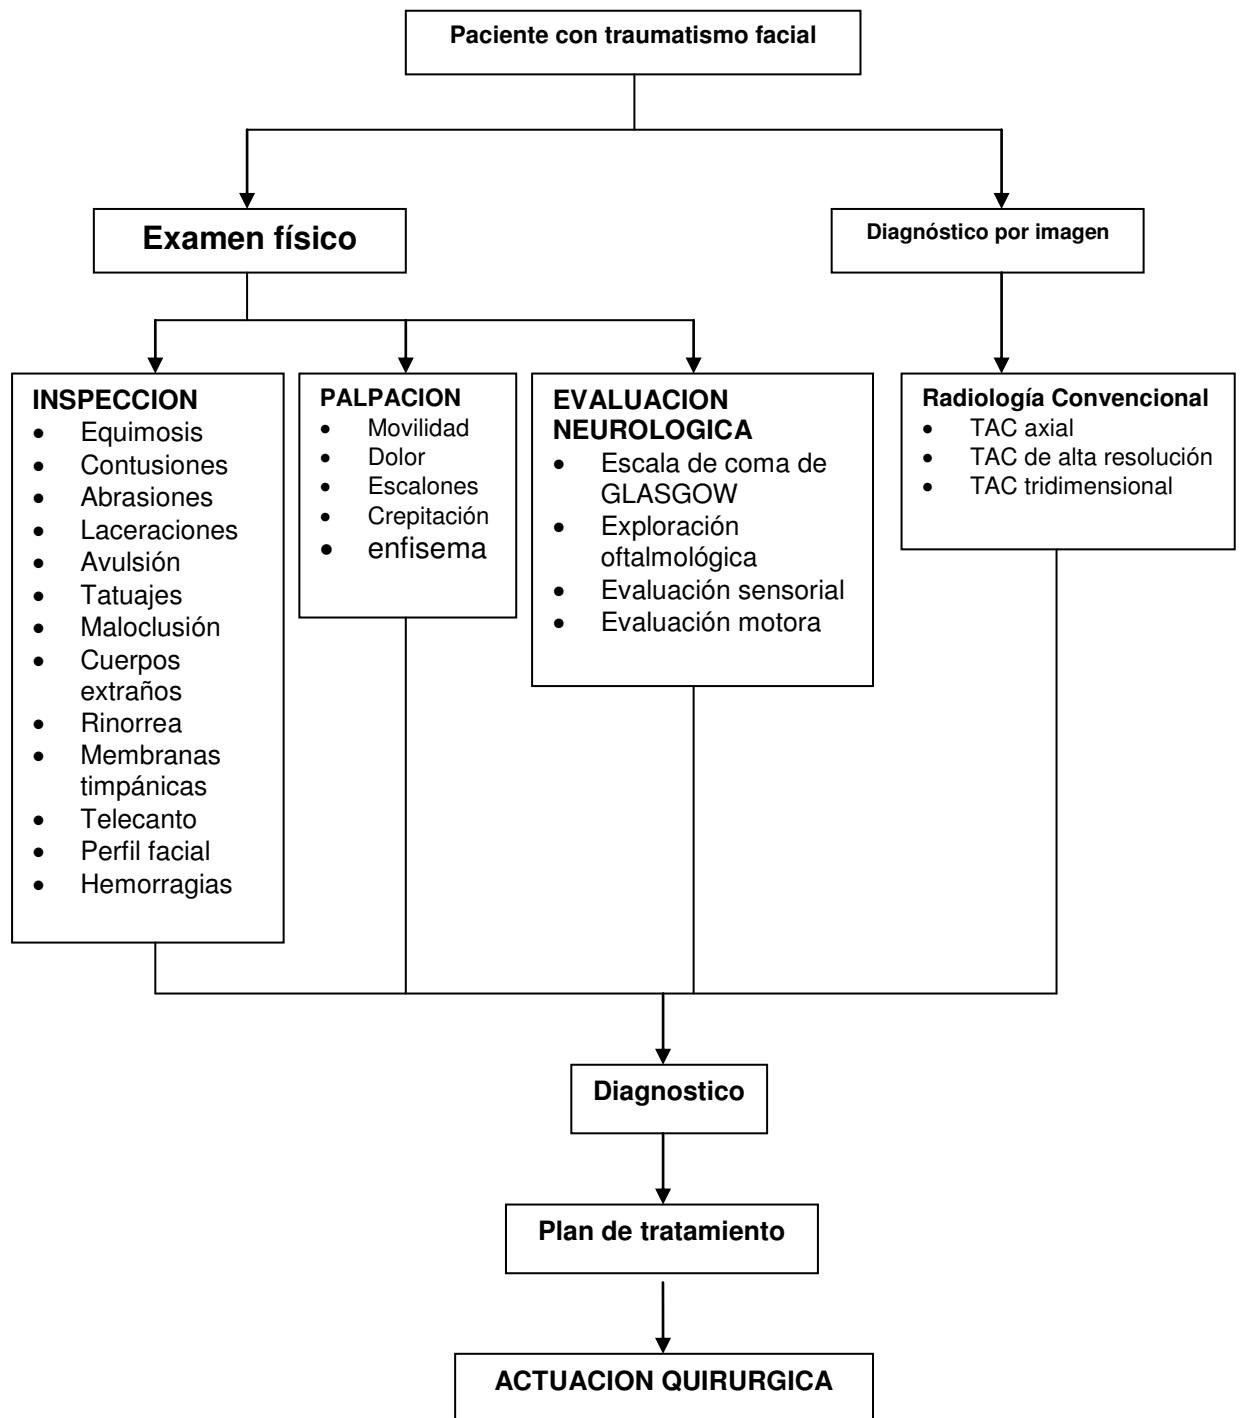 Paciente con traumatismo facial
Examen físico
Diagnóstico por imagen
INSPECCION
• Equimosis
• Contusiones
• Abrasiones
• Laceraciones
• Avulsión
• Tatuajes
• Maloclusión
• Cuerpos
extraños
• Rinorrea
• Membranas
timpánicas
• Telecanto
• Perfil facial
• Hemorragias
PALPACION
• Movilidad
• Dolor
• Escalones
• Crepitación
• enfisema
EVALUACION
NEUROLOGICA
• Escala de coma de
GLASGOW
• Exploración
oftalmológica
• Evaluación sensorial
• Evaluación motora
Radiología Convencional
• TAC axial
• TAC de alta resolución
• TAC tridimensional
Diagnostico
Plan de tratamiento
ACTUACION QUIRURGICA